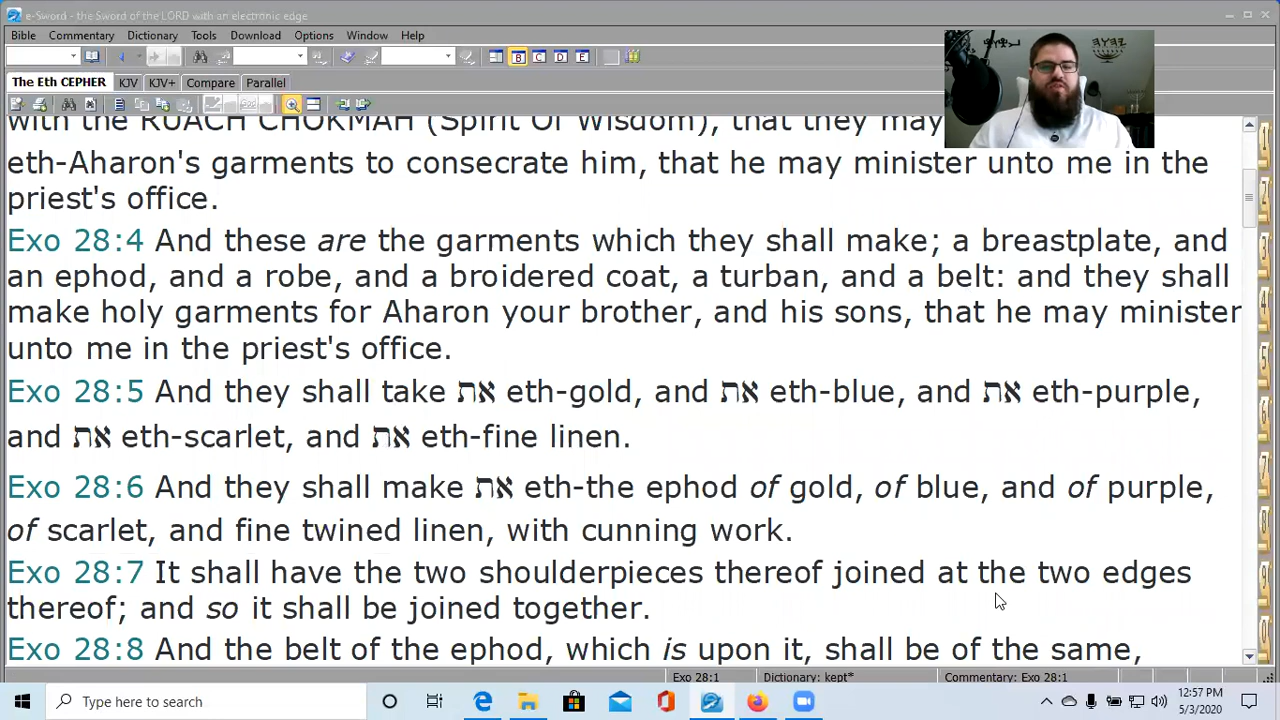 e-Sword - the Sword of the LORD with an electronic edge
Bible Commentary Dictionary Tools Download Options Window Help
B C D E
The Eth CEPHER KJV KJV+ Compare Parallel
with the RUACH CHOKMAH (Spirit Of Wisdom), that they may
eth-Aharon's garments to consecrate him, that he may minister unto me in the
priest's office.
Exo 28:4 And these are the garments which they shall make; a breastplate, and
an ephod, and a robe, and a broidered coat, a turban, and a belt: and they shall
make holy garments for Aharon your brother, and his sons, that he may minister
unto me in the priest's office.
Exo 28:5 And they shall take את eth-gold, and את eth-blue, and את eth-purple,
and את eth-scarlet, and את eth-fine linen.
Exo 28:6 And they shall make את eth-the ephod of gold, of blue, and of purple,
of scarlet, and fine twined linen, with cunning work.
Exo 28:7 It shall have the two shoulderpieces thereof joined at the two edges
thereof; and so it shall be joined together.
Exo 28:8 And the belt of the ephod, which is upon it, shall be of the same,
Exo 28:1 Dictionary: kept* Commentary: Exo 28:1
Type here to search
12:57 PM
5/3/2020